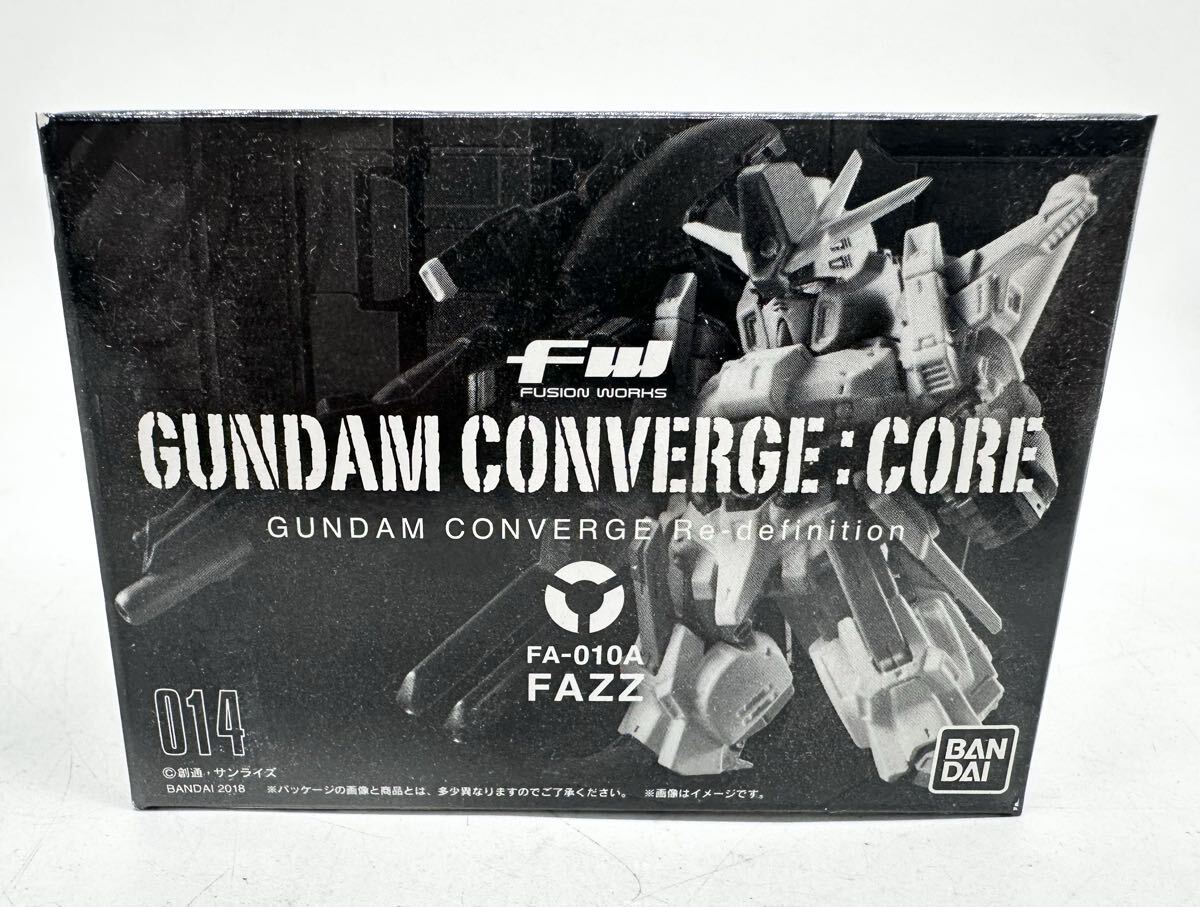 FW
FUSION WORKS
GUNDAM CONVERGE:CORE
GUNDAM CONVERGE Re-definition
FA-010A
FAZZ
014
©創通・サンライズ
BANDAI 2018 ※パッケージの画像と商品とは、多少異なりますのでご了承ください。 ※画像はイメージです。
BAN
DAI